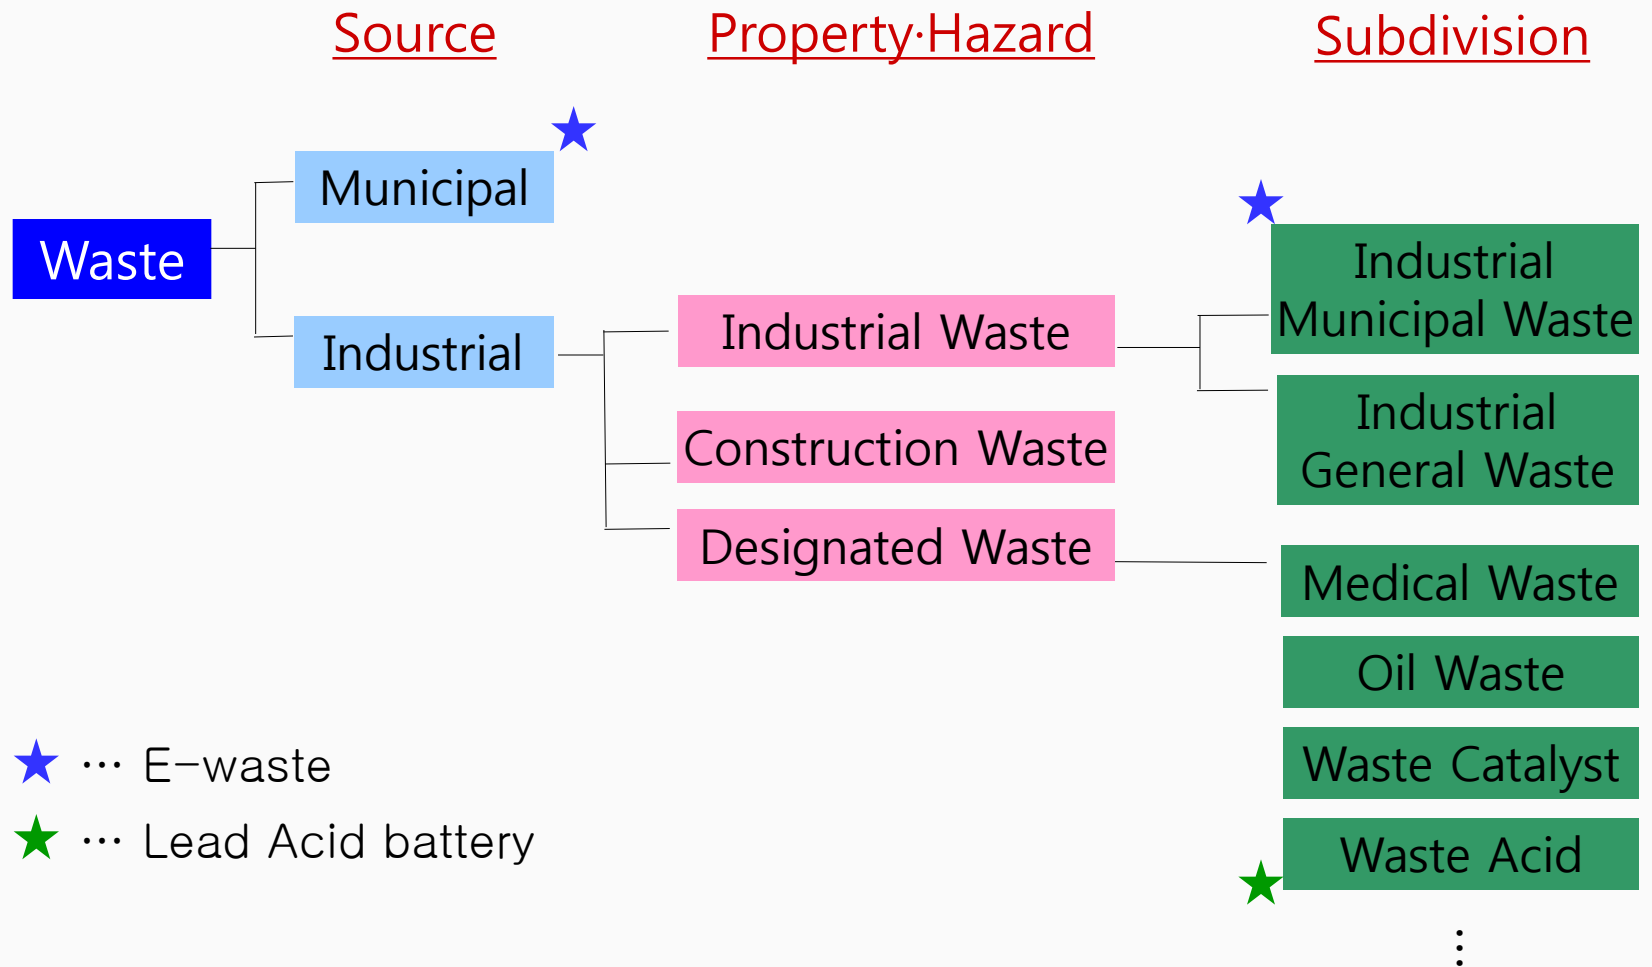 Source
Property·Hazard
Subdivision
Municipal
Waste
Industrial
Industrial Waste
Construction Waste
Designated Waste
Industrial
Municipal Waste
Industrial
General Waste
Medical Waste
Oil Waste
Waste Catalyst
Waste Acid
⋮
★ ⋯ E-waste
★ ⋯ Lead Acid battery